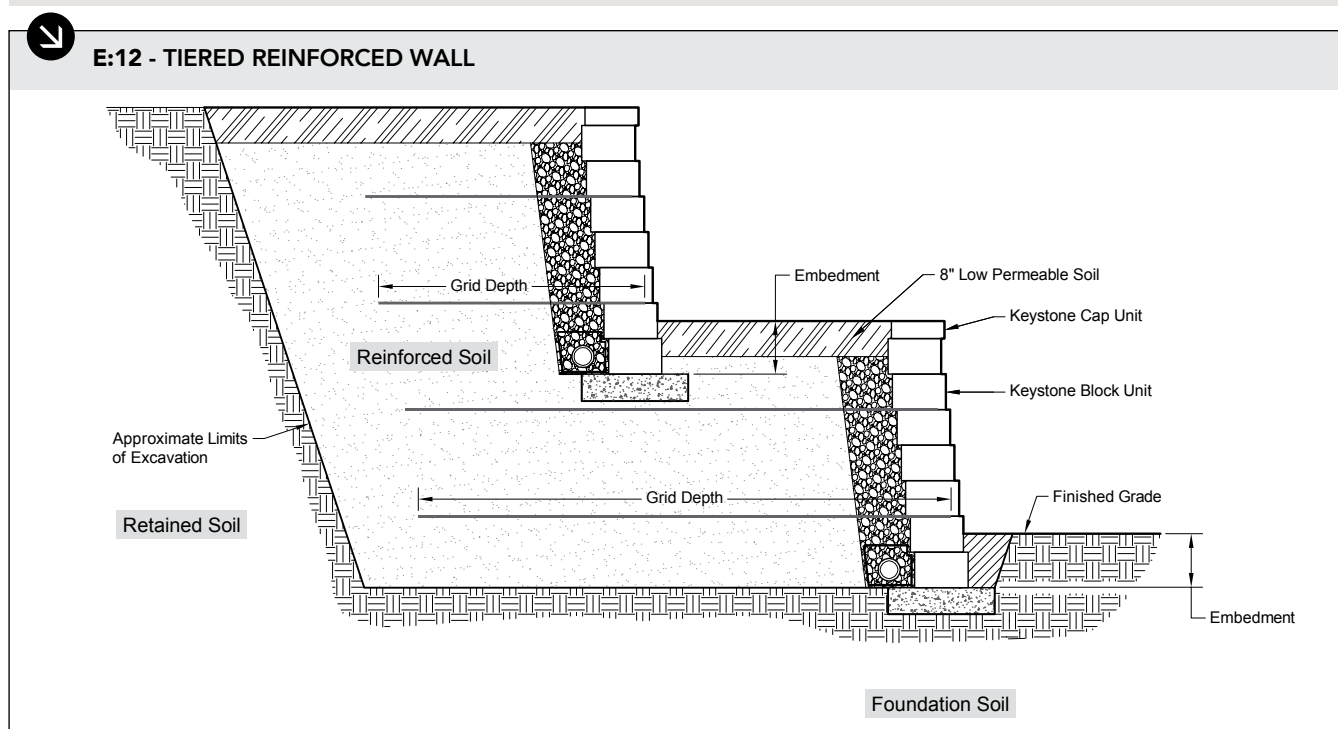 E:12 - TIERED REINFORCED WALL
Embedment
8" Low Permeable Soil
Grid Depth
Keystone Cap Unit
Reinforced Soil
Keystone Block Unit
Approximate Limits
of Excavation
Grid Depth
Finished Grade
Retained Soil
Embedment
Foundation Soil